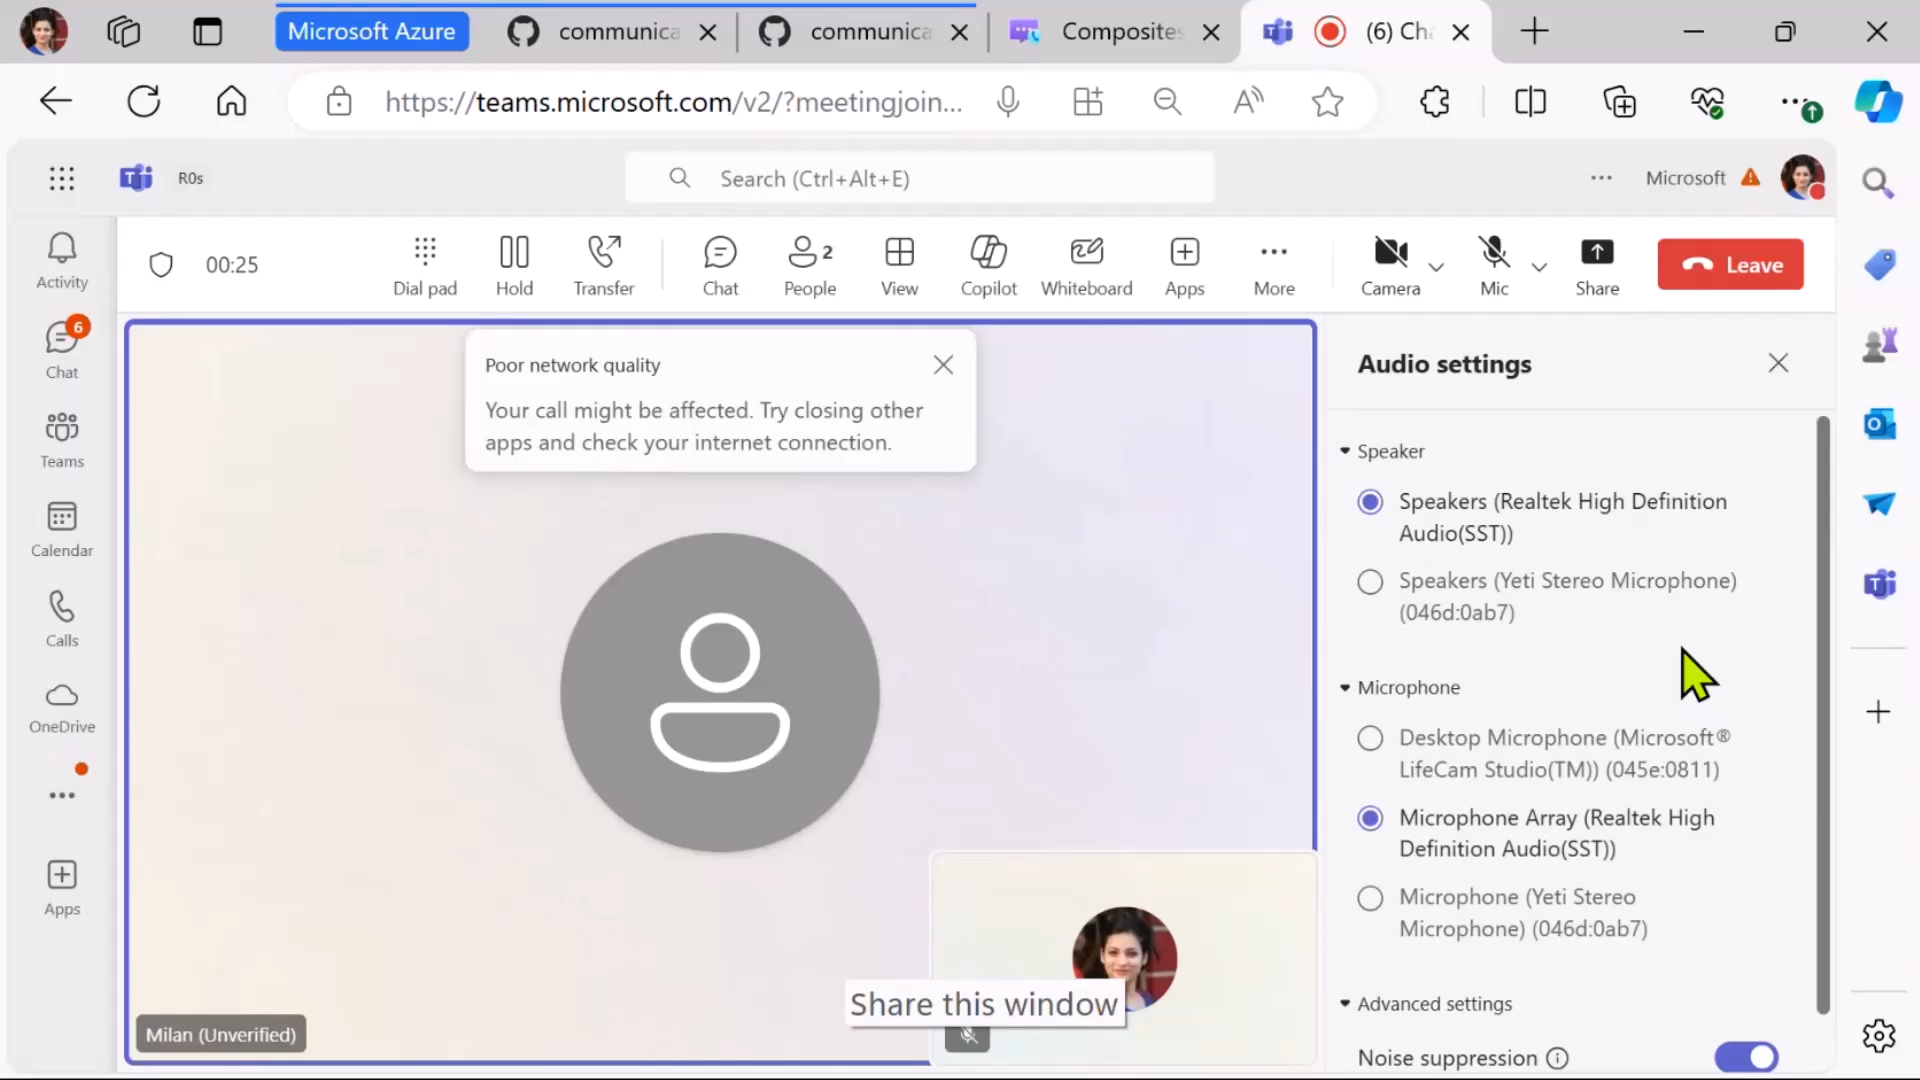 Microsoft Azure
communica
communica
Composites
(6) Cha
https://teams.microsoft.com/v2/?meetingjoin...
R0s
Search (Ctrl+Alt+E)
Microsoft
Activity
00:25
Dial pad
Hold
Transfer
Chat
2
People
View
Copilot
Whiteboard
Apps
More
Camera
Mic
Share
Leave
6
Chat
Teams
Calendar
Calls
OneDrive
Apps
Poor network quality
Your call might be affected. Try closing other
apps and check your internet connection.
Milan (Unverified)
Share this window
Audio settings
Speaker
Speakers (Realtek High Definition
Audio(SST))
Speakers (Yeti Stereo Microphone)
(046d:0ab7)
Microphone
Desktop Microphone (Microsoft®
LifeCam Studio(TM)) (045e:0811)
Microphone Array (Realtek High
Definition Audio(SST))
Microphone (Yeti Stereo
Microphone) (046d:0ab7)
Advanced settings
Noise suppression